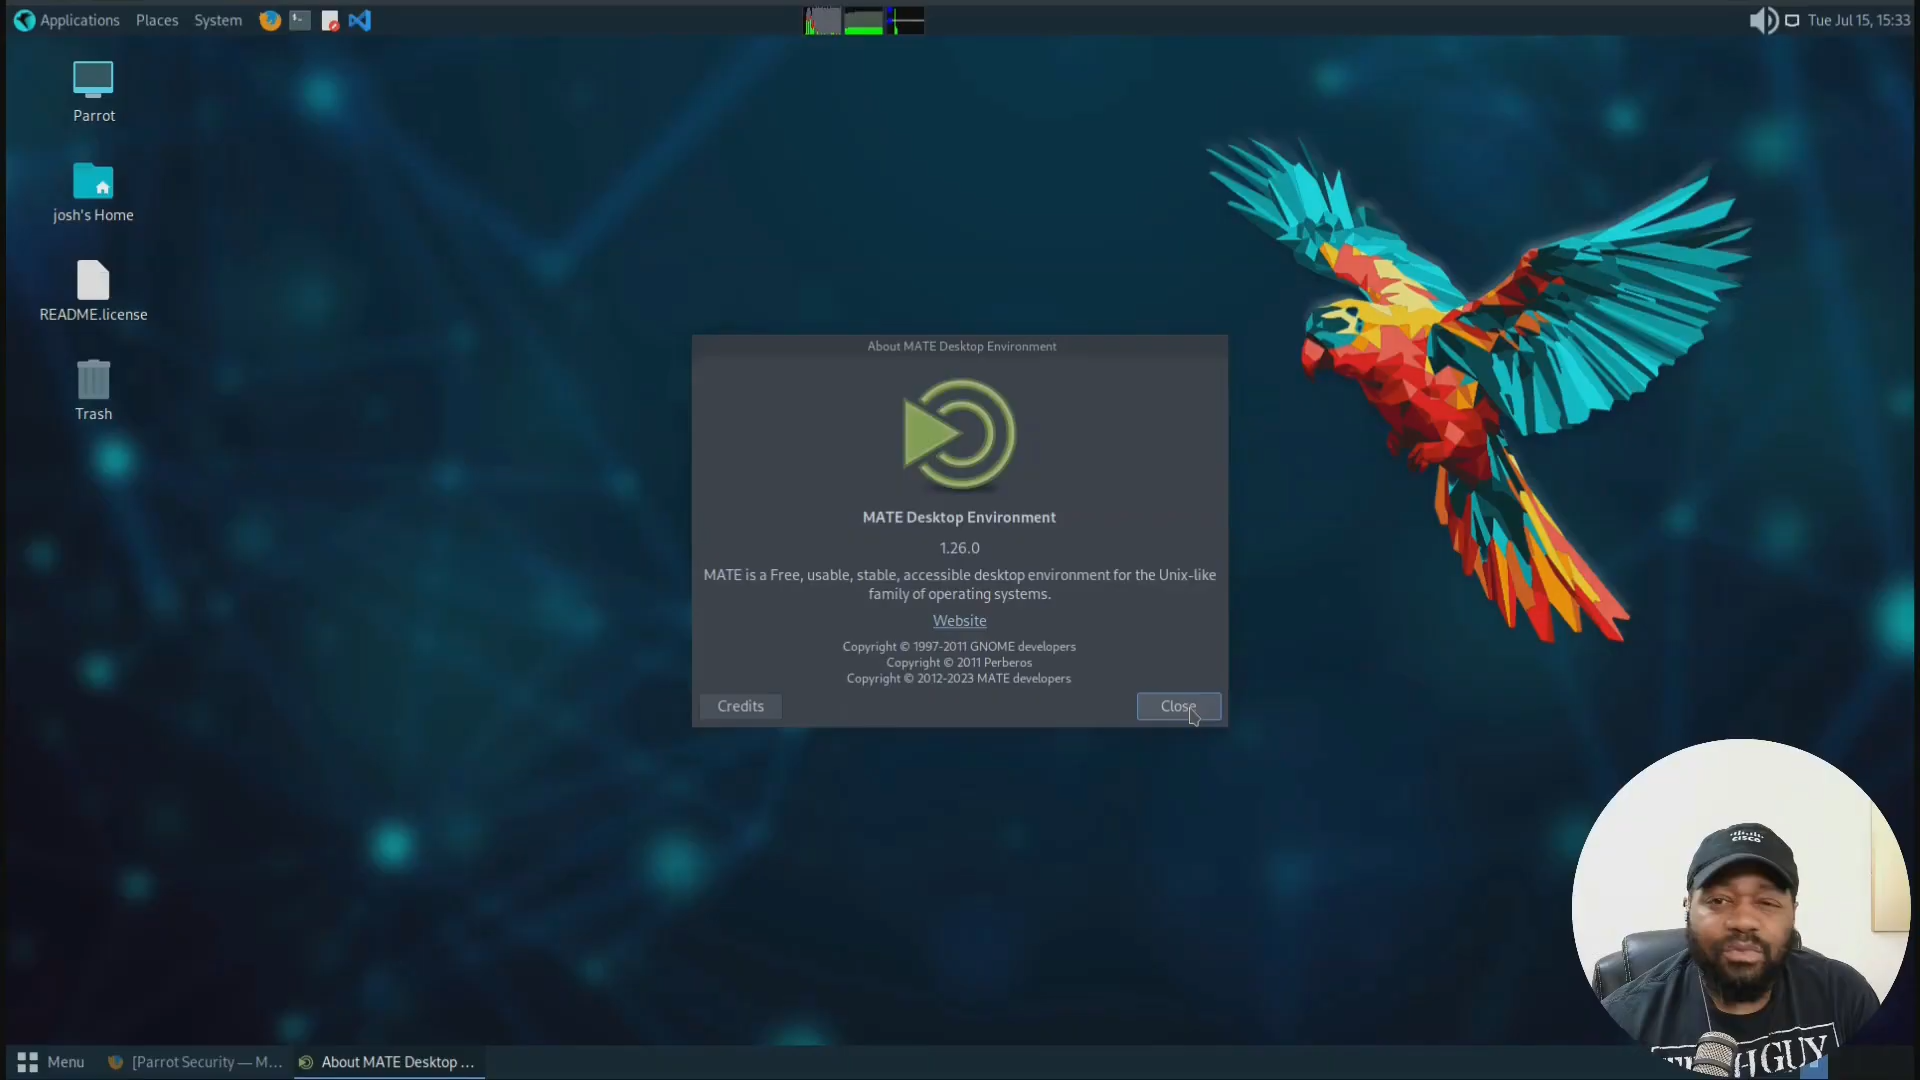 Applications Places System
Tue Jul 15, 15:33
Parrot
josh's Home
README.license
Trash
About MATE Desktop Environment
MATE Desktop Environment
1.26.0
MATE is a Free, usable, stable, accessible desktop environment for the Unix-like
family of operating systems.
Website
Copyright © 1997-2011 GNOME developers
Copyright © 2011 Perberos
Copyright © 2012-2023 MATE developers
Credits
Close
CISCO
Menu
[Parrot Security — M...
About MATE Desktop ...